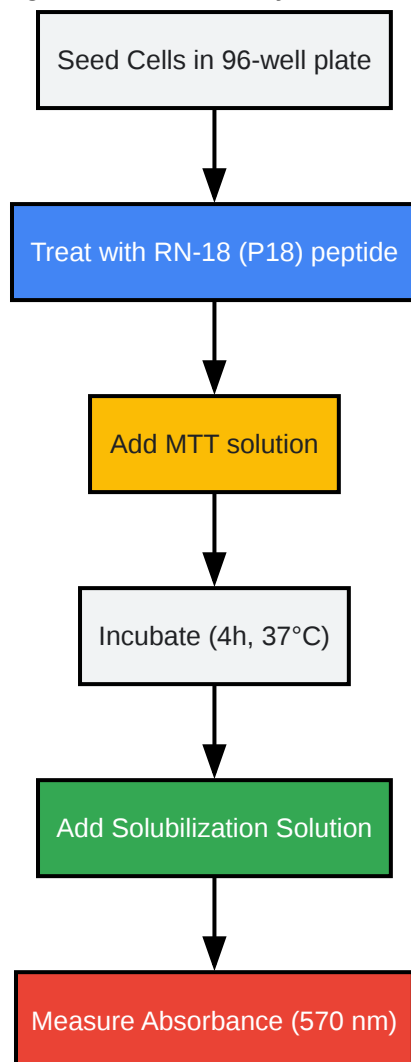 Seed Cells in 96-well plate
Treat with RN-18 (P18) peptide
Add MTT solution
Incubate (4h, 37°C)
Add Solubilization Solution
Measure Absorbance (570 nm)